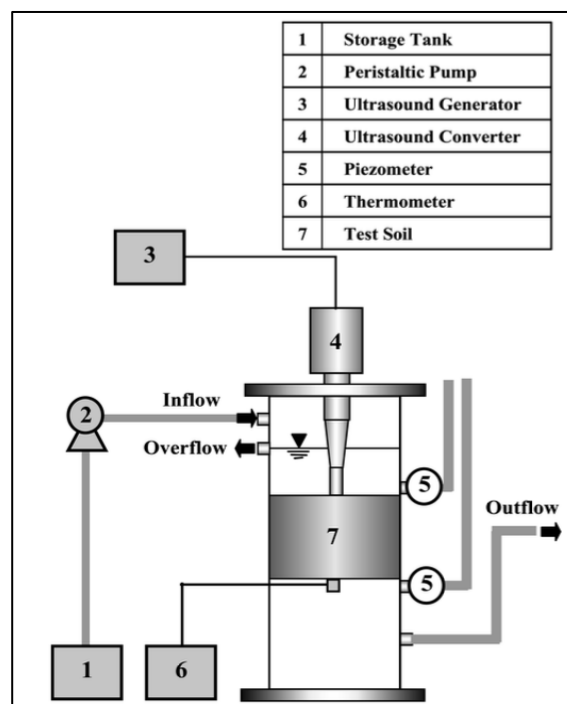 1 Storage Tank
2 Peristaltic Pump
3 Ultrasound Generator
4 Ultrasound Converter
5 Piezometer
6 Thermometer
7 Test Soil
3
4
Inflow
2
Overflow
5
Outflow
7
5
1
6